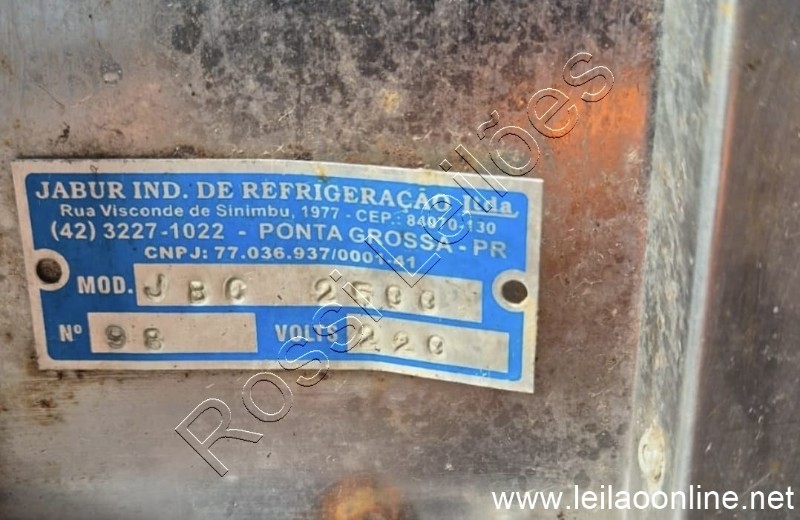 JABUR IND. DE REFRIGERAÇÃO ltda
Rua Visconde de Sinimbu, 1977 - CEP.: 84070-130
(42) 3227-1022 - PONTA GROSSA - PR
CNPJ: 77.036.937/0001-41
MOD. JBC 2500
Nº 98 VOLTS 220
Rossi Leilões
www.leilaoonline.net